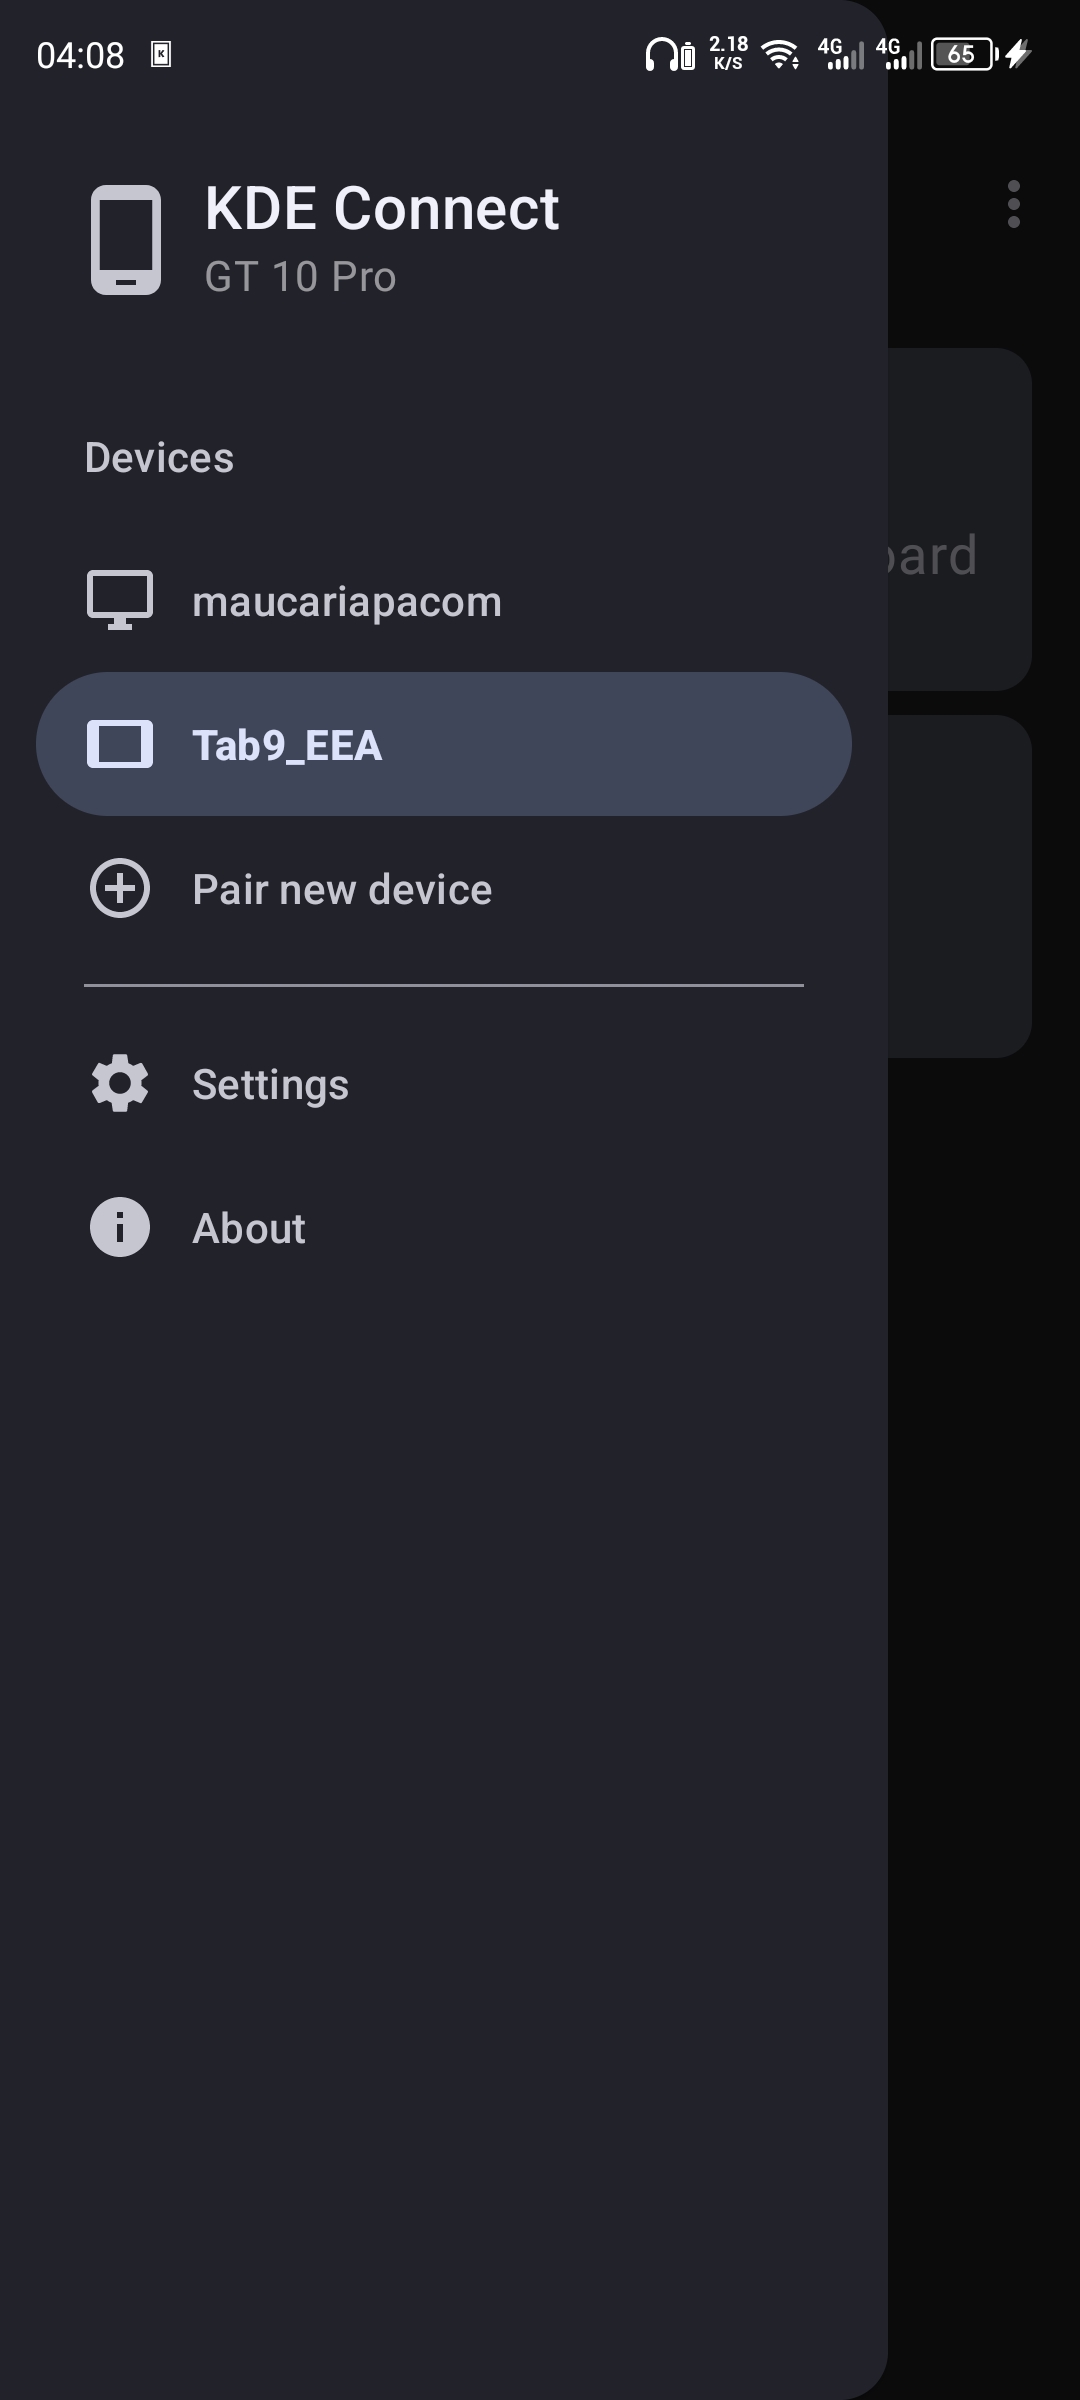 04:08
K
2.18
K/S
4G
4G
65
KDE Connect
GT 10 Pro
Devices
maucariapacom
Tab9_EEA
Pair new device
Settings
About